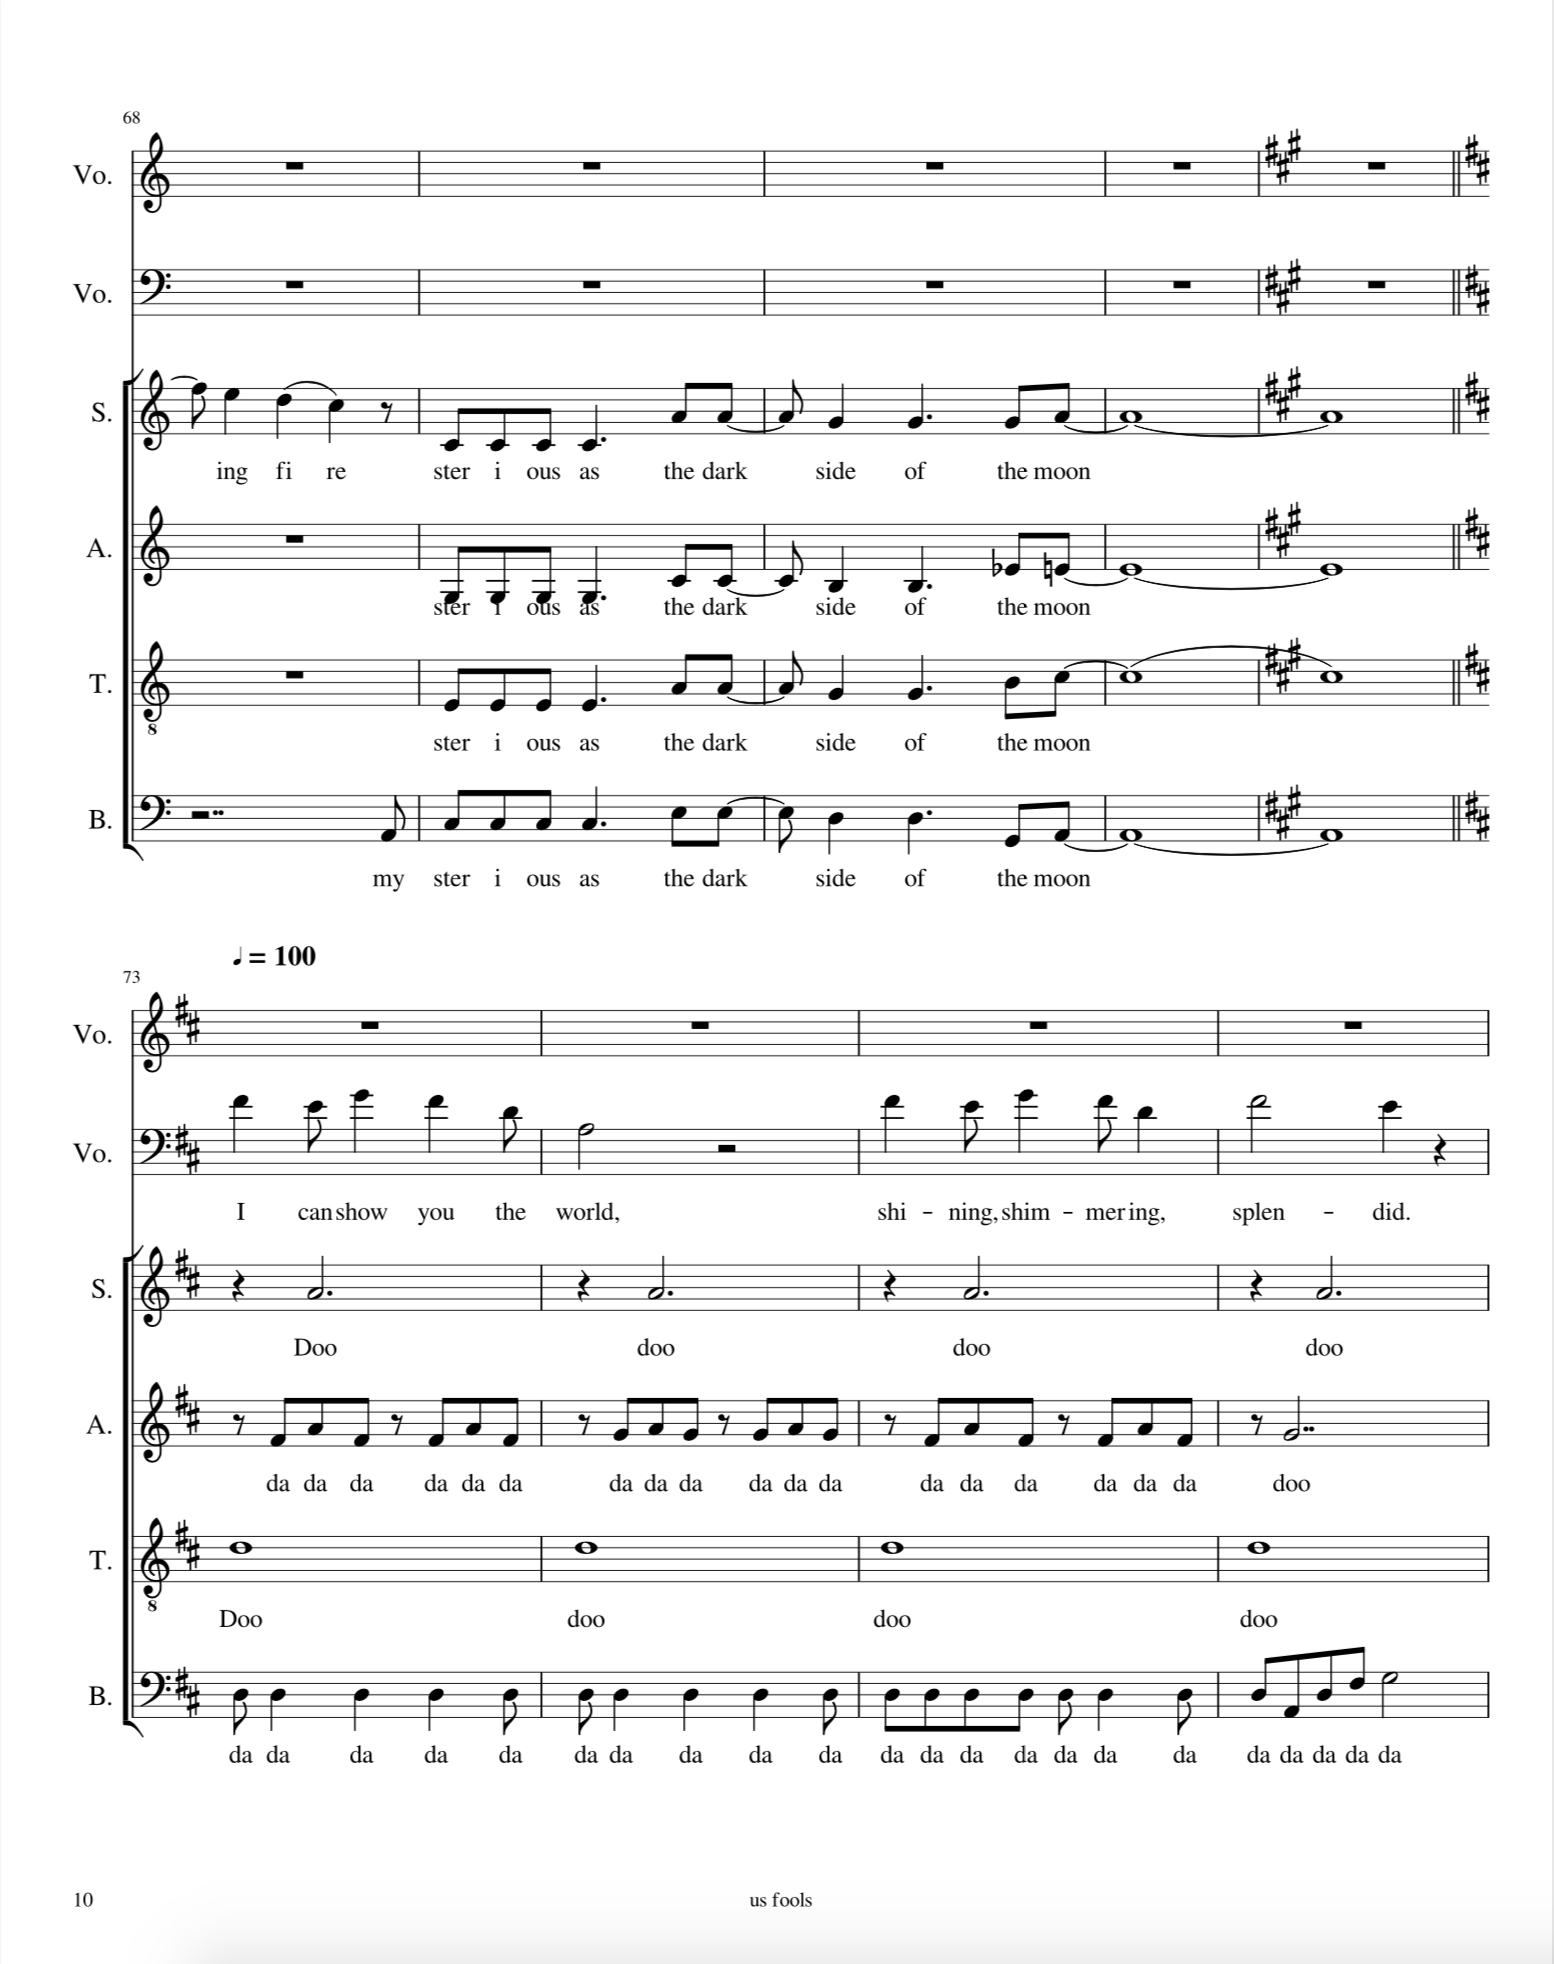 68
Vo.
Vo.
S.
ing fi re ster i ous as the dark side of the moon
A.
ster i ous as the dark side of the moon
T.
8
ster i ous as the dark side of the moon
B.
my ster i ous as the dark side of the moon
♩ = 100
73
Vo.
Vo.
I can show you the world, shi - ning, shim - mer ing, splen - did.
S.
Doo doo doo doo
A.
da da da da da da da da da da da da da da da da da da doo
T.
8
Doo doo doo doo
B.
da da da da da da da da da da da da da da da da da da da da da da
10 us fools